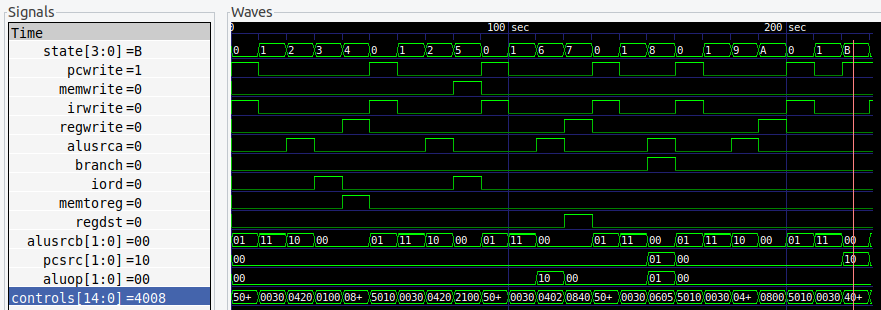 Signals
Waves
Time
0 100 sec 200 sec
state[3:0] =B 0 1 2 3 4 0 1 2 5 0 1 6 7 0 1 8 0 1 9 A 0 1 B
pcwrite =1
memwrite =0
irwrite =0
regwrite =0
alusrca =0
branch =0
iord =0
memtoreg =0
regdst =0
alusrcb[1:0] =00 01 11 10 00 01 11 10 00 01 11 00 01 11 00 01 11 10 00 01 11 00
pcsrc[1:0] =10 00 01 00 10
aluop[1:0] =00 00 10 00 01 00
controls[14:0] =4008 50+ 0030 0420 0100 08+ 5010 0030 0420 2100 50+ 0030 0402 0840 50+ 0030 0605 5010 0030 04+ 0800 5010 0030 40+